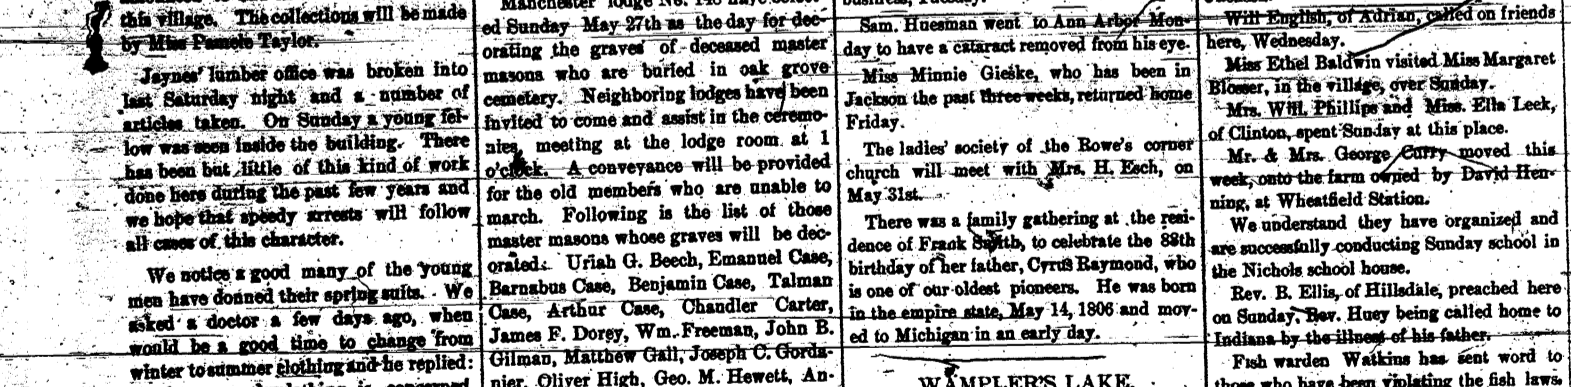 this village. The collections will be made
by Miss Pamela Taylor.
Jaynes' lumber office was broken into
last Saturday night and a number of
articles taken. On Sunday a young fel-
low was seen inside the building. There
has been but little of this kind of work
done here during the past few years and
we hope that speedy arrests will follow
all cases of this character.
We notice a good many of the young
men have donned their spring suits. We
asked a doctor a few days ago, when
would be a good time to change from
winter to summer clothing and he replied:
Manchester lodge No. 148 have select-
ed Sunday May 27th as the day for dec-
orating the graves of deceased master
masons who are buried in oak grove
cemetery. Neighboring lodges have been
invited to come and assist in the ceremo-
nies, meeting at the lodge room at 1
o'clock. A conveyance will be provided
for the old members who are unable to
march. Following is the list of those
master masons whose graves will be dec-
orated: Uriah G. Beech, Emanuel Case,
Barnabus Case, Benjamin Case, Talman
Case, Arthur Case, Chandler Carter,
James F. Dorey, Wm. Freeman, John B.
Gilman, Matthew Gall, Joseph C. Gorda-
nier, Oliver High, Geo. M. Hewett, An-
business, Tuesday.
Sam. Huesman went to Ann Arbor Mon-
day to have a cataract removed from his eye.
Miss Minnie Gieske, who has been in
Jackson the past three weeks, returned home
Friday.
The ladies' society of the Rowe's corner
church will meet with Mrs. H. Esch, on
May 31st.
There was a family gathering at the resi-
dence of Frank Smith, to celebrate the 88th
birthday of her father, Cyrus Raymond, who
is one of our oldest pioneers. He was born
in the empire state, May 14, 1806 and mov-
ed to Michigan in an early day.
WAMPLER'S LAKE.
Will English, of Adrian, called on friends
here, Wednesday.
Miss Ethel Baldwin visited Miss Margaret
Blosser, in the village, over Sunday.
Mrs. Will. Phillips and Miss. Ella Leek,
of Clinton, spent Sunday at this place.
Mr. & Mrs. George Curry moved this
week, onto the farm owned by David Hen-
ning, at Wheatfield Station.
We understand they have organized and
are successfully conducting Sunday school in
the Nichols school house.
Rev. B. Ellis, of Hillsdale, preached here
on Sunday, Rev. Huey being called home to
Indiana by the illness of his father.
Fish warden Watkins has sent word to
those who have been violating the fish laws,